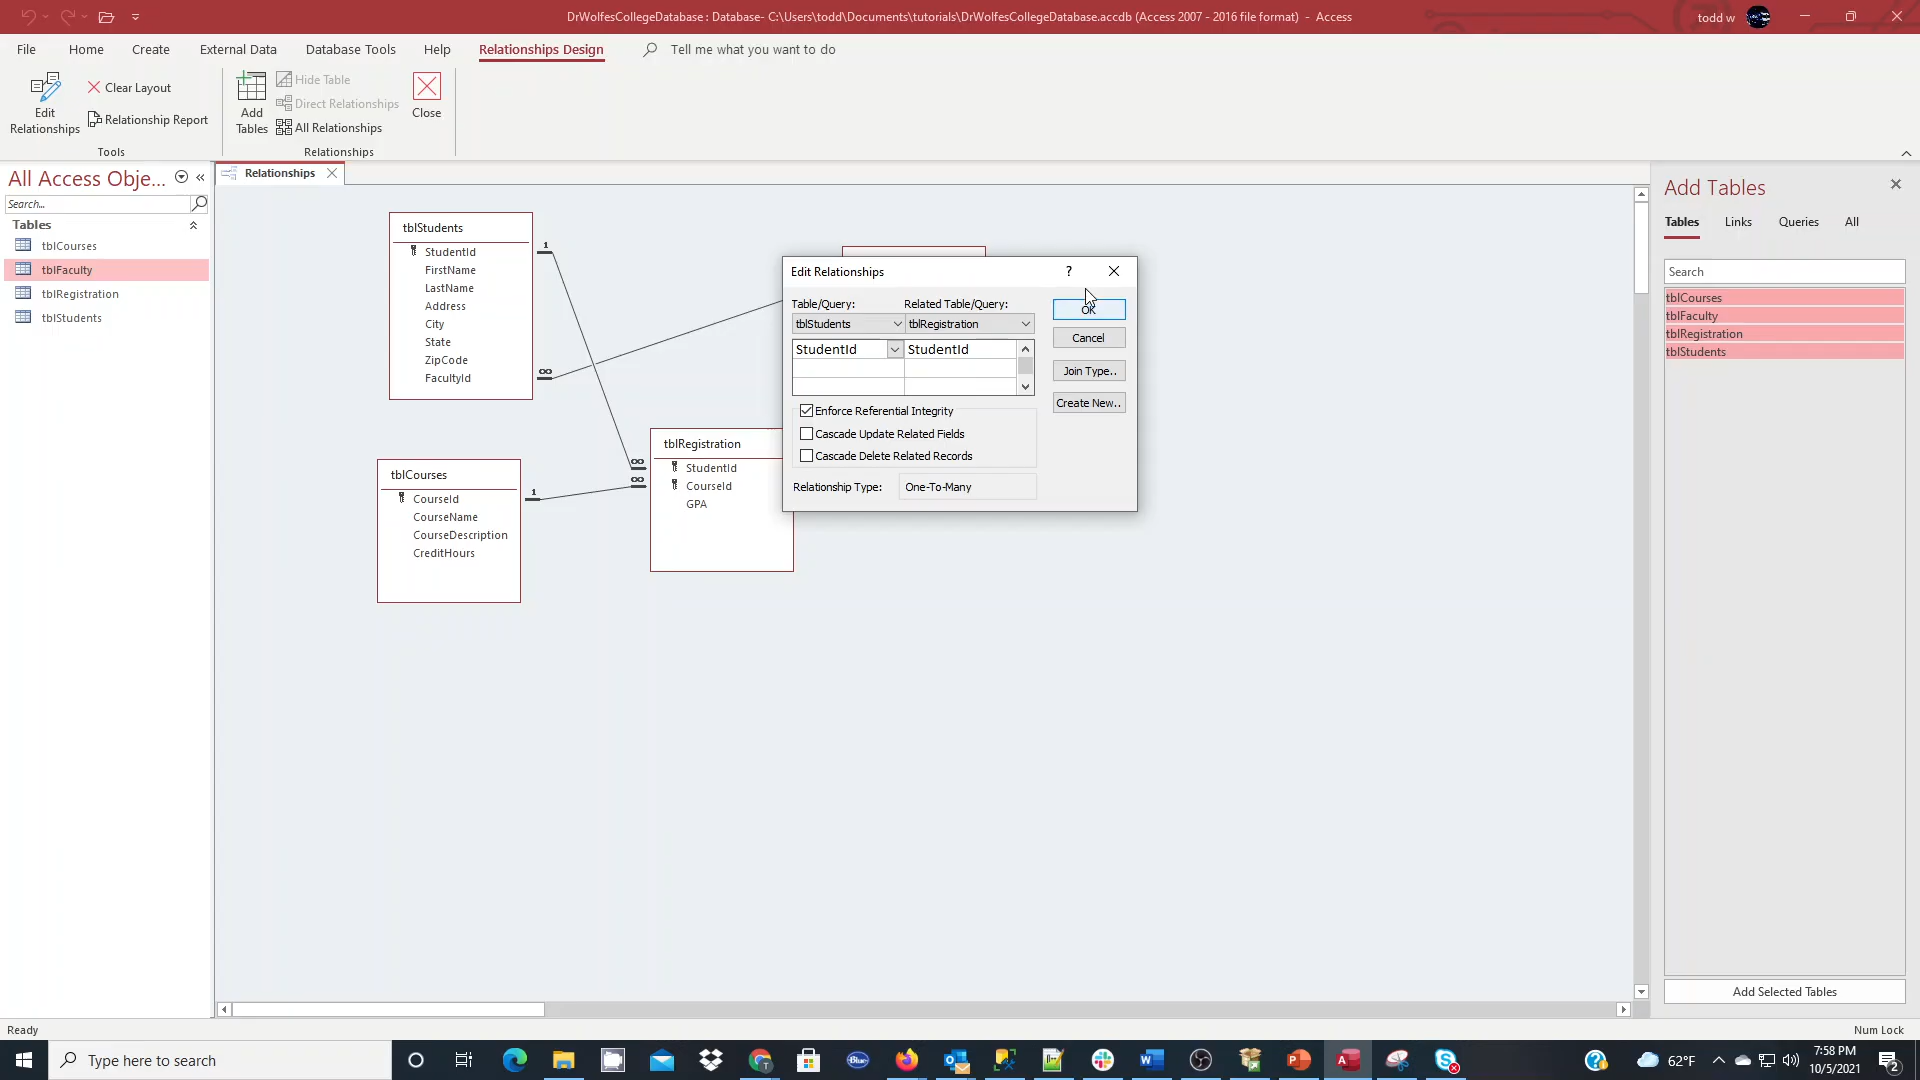 DrWolfesCollegeDatabase : Database- C:\Users\todd\Documents\tutorials\DrWolfesCollegeDatabase.accdb (Access 2007 - 2016 file format) - Access
todd w
File
Home
Create
External Data
Database Tools
Help
Relationships Design
Tell me what you want to do
Edit
Relationships
Clear Layout
Relationship Report
Tools
Add
Tables
Hide Table
Direct Relationships
All Relationships
Close
Relationships
All Access Obje...
Search...
Tables
tblCourses
tblFaculty
tblRegistration
tblStudents
Relationships
tblStudents
StudentId
FirstName
LastName
Address
City
State
ZipCode
FacultyId
1
∞
tblCourses
CourseId
CourseName
CourseDescription
CreditHours
1
∞
∞
tblRegistration
StudentId
CourseId
GPA
Edit Relationships
?
Table/Query:
Related Table/Query:
tblStudents
tblRegistration
StudentId
StudentId
OK
Cancel
Join Type..
Create New..
Enforce Referential Integrity
Cascade Update Related Fields
Cascade Delete Related Records
Relationship Type:
One-To-Many
Add Tables
Tables
Links
Queries
All
Search
tblCourses
tblFaculty
tblRegistration
tblStudents
Add Selected Tables
Ready
Num Lock
Type here to search
Blue
62°F
7:58 PM
10/5/2021
2